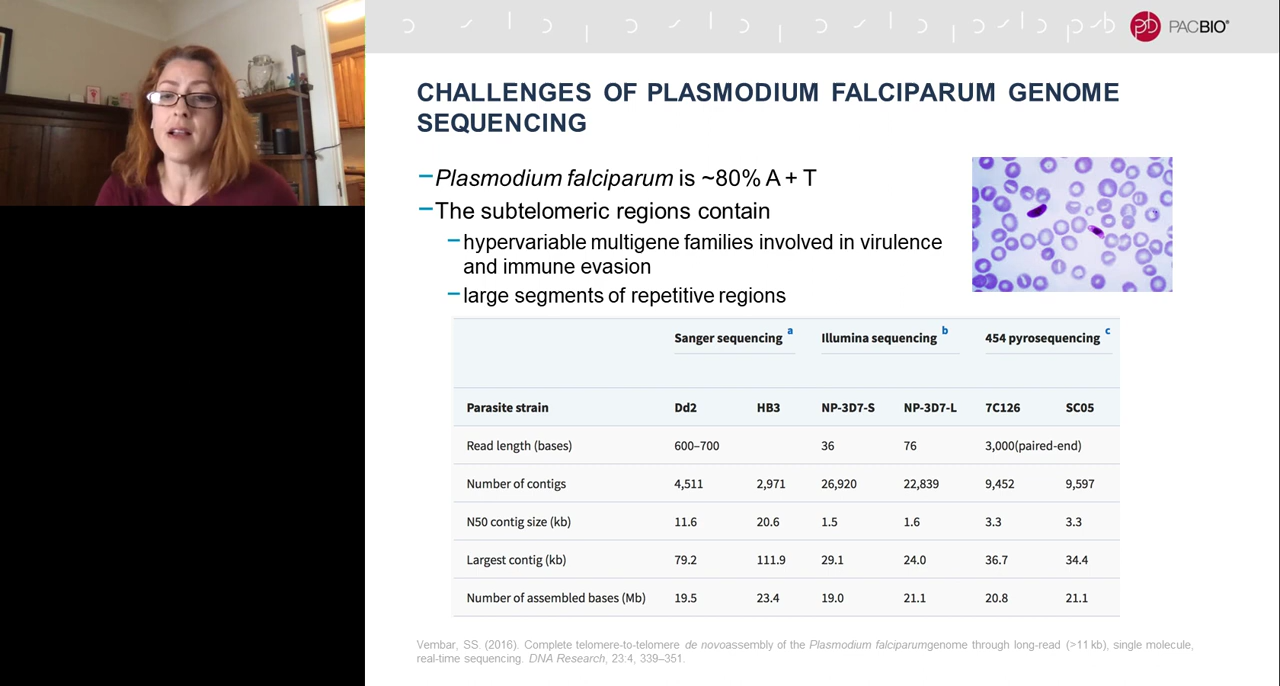 PACBIO®
CHALLENGES OF PLASMODIUM FALCIPARUM GENOME
SEQUENCING
–Plasmodium falciparum is ~80% A + T
–The subtelomeric regions contain
–hypervariable multigene families involved in virulence
and immune evasion
–large segments of repetitive regions
Sanger sequencing a Illumina sequencing b 454 pyrosequencing c
Parasite strain Dd2 HB3 NP-3D7-S NP-3D7-L 7C126 SC05
Read length (bases) 600–700 36 76 3,000(paired-end)
Number of contigs 4,511 2,971 26,920 22,839 9,452 9,597
N50 contig size (kb) 11.6 20.6 1.5 1.6 3.3 3.3
Largest contig (kb) 79.2 111.9 29.1 24.0 36.7 34.4
Number of assembled bases (Mb) 19.5 23.4 19.0 21.1 20.8 21.1
Vembar, SS. (2016). Complete telomere-to-telomere de novoassembly of the Plasmodium falciparumgenome through long-read (>11 kb), single molecule,
real-time sequencing. DNA Research, 23:4, 339–351.